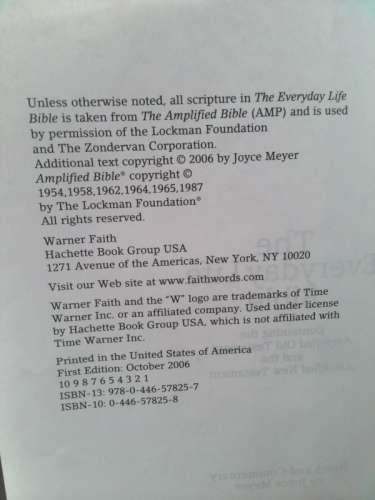 Unless otherwise noted, all scripture in The Everyday Life
Bible is taken from The Amplified Bible (AMP) and is used
by permission of the Lockman Foundation
and The Zondervan Corporation.
Additional text copyright © 2006 by Joyce Meyer
Amplified Bible® copyright ©
1954,1958,1962,1964,1965,1987
by The Lockman Foundation®
All rights reserved.
Warner Faith
Hachette Book Group USA
1271 Avenue of the Americas, New York, NY 10020
Visit our Web site at www.faithwords.com
Warner Faith and the "W" logo are trademarks of Time
Warner Inc. or an affiliated company. Used under license
by Hachette Book Group USA, which is not affiliated with
Time Warner Inc.
Printed in the United States of America
First Edition: October 2006
10 9 8 7 6 5 4 3 2 1
ISBN-13: 978-0-446-57825-7
ISBN-10: 0-446-57825-8